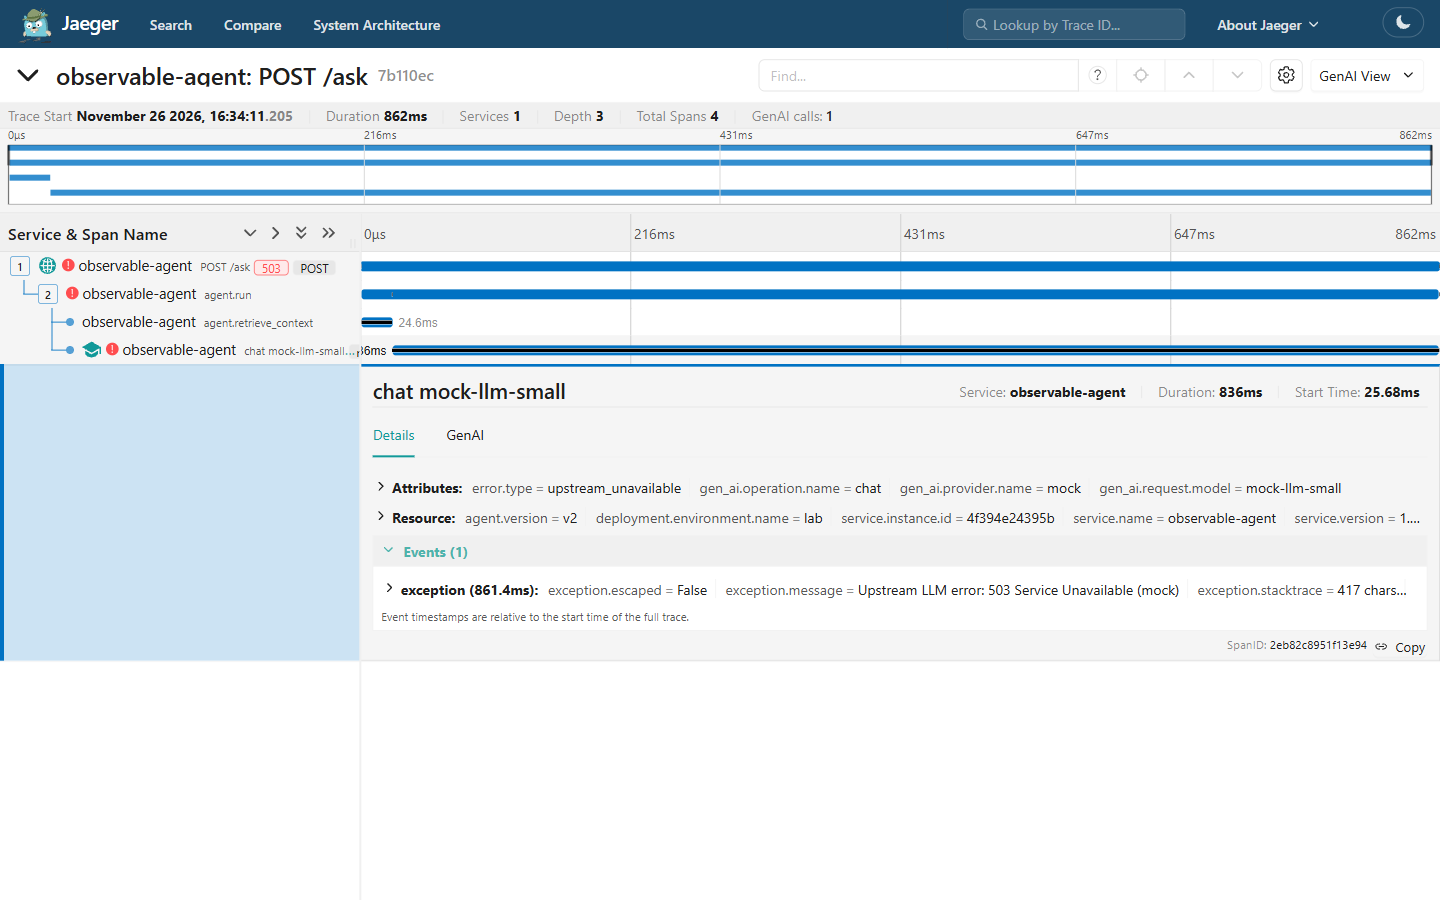 Jaeger Search Compare System Architecture Lookup by Trace ID... About Jaeger
observable-agent: POST /ask 7b110ec Find... ? GenAI View
Trace Start November 26 2026, 16:34:11.205 Duration 862ms Services 1 Depth 3 Total Spans 4 GenAI calls: 1
0μs 216ms 431ms 647ms 862ms
Service & Span Name 0μs 216ms 431ms 647ms 862ms
1 observable-agent POST /ask 503 POST
2 observable-agent agent.run
observable-agent agent.retrieve_context 24.6ms
observable-agent chat mock-llm-small... 36ms
chat mock-llm-small Service: observable-agent Duration: 836ms Start Time: 25.68ms
Details GenAI
Attributes: error.type = upstream_unavailable gen_ai.operation.name = chat gen_ai.provider.name = mock gen_ai.request.model = mock-llm-small
Resource: agent.version = v2 deployment.environment.name = lab service.instance.id = 4f394e24395b service.name = observable-agent service.version = 1....
Events (1)
exception (861.4ms): exception.escaped = False exception.message = Upstream LLM error: 503 Service Unavailable (mock) exception.stacktrace = 417 chars...
Event timestamps are relative to the start time of the full trace.
SpanID: 2eb82c8951f13e94 Copy